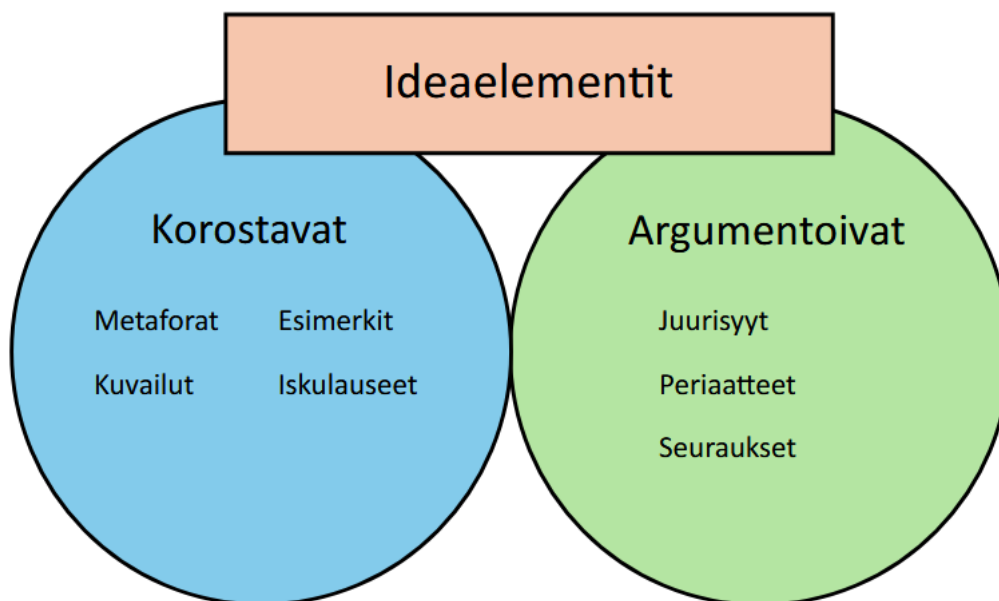 Ideaelementit
Korostavat
Metaforat Esimerkit
Kuvailut Iskulauseet
Argumentoivat
Juurisyyt
Periaatteet
Seuraukset